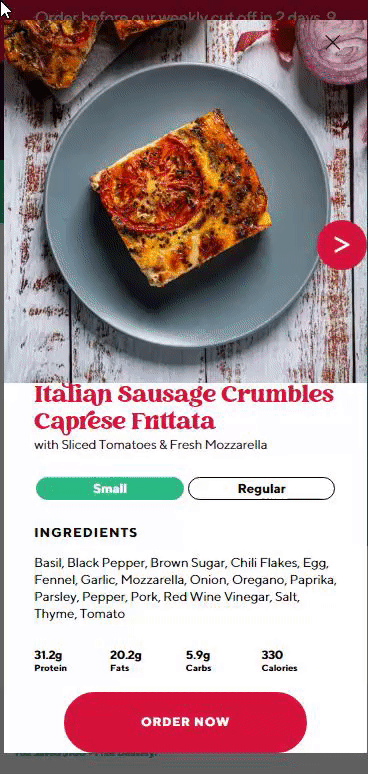 Order before our weekly cut off in 2 days, 9
>
Italian Sausage Crumbles
Caprese Frittata
with Sliced Tomatoes & Fresh Mozzarella
Small Regular
INGREDIENTS
Basil, Black Pepper, Brown Sugar, Chili Flakes, Egg,
Fennel, Garlic, Mozzarella, Onion, Oregano, Paprika,
Parsley, Pepper, Pork, Red Wine Vinegar, Salt,
Thyme, Tomato
31.2g 20.2g 5.9g 330
Protein Fats Carbs Calories
ORDER NOW